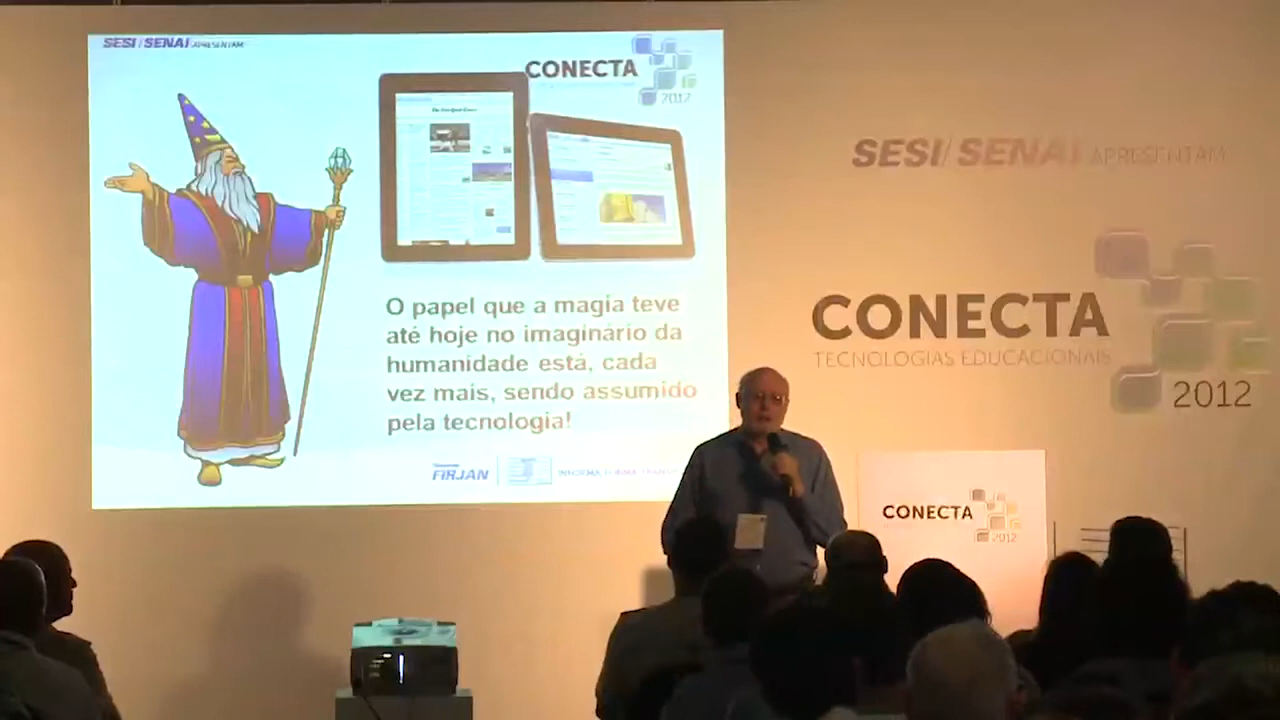 SESI/SENAI APRESENTAM
CONECTA
2012
O papel que a magia teve
até hoje no imaginário da
humanidade está, cada
vez mais, sendo assumido
pela tecnologia!
FIRJAN
SESI/SENAI APRESENTAM
CONECTA
TECNOLOGIAS EDUCACIONAIS
2012
CONECTA
2012